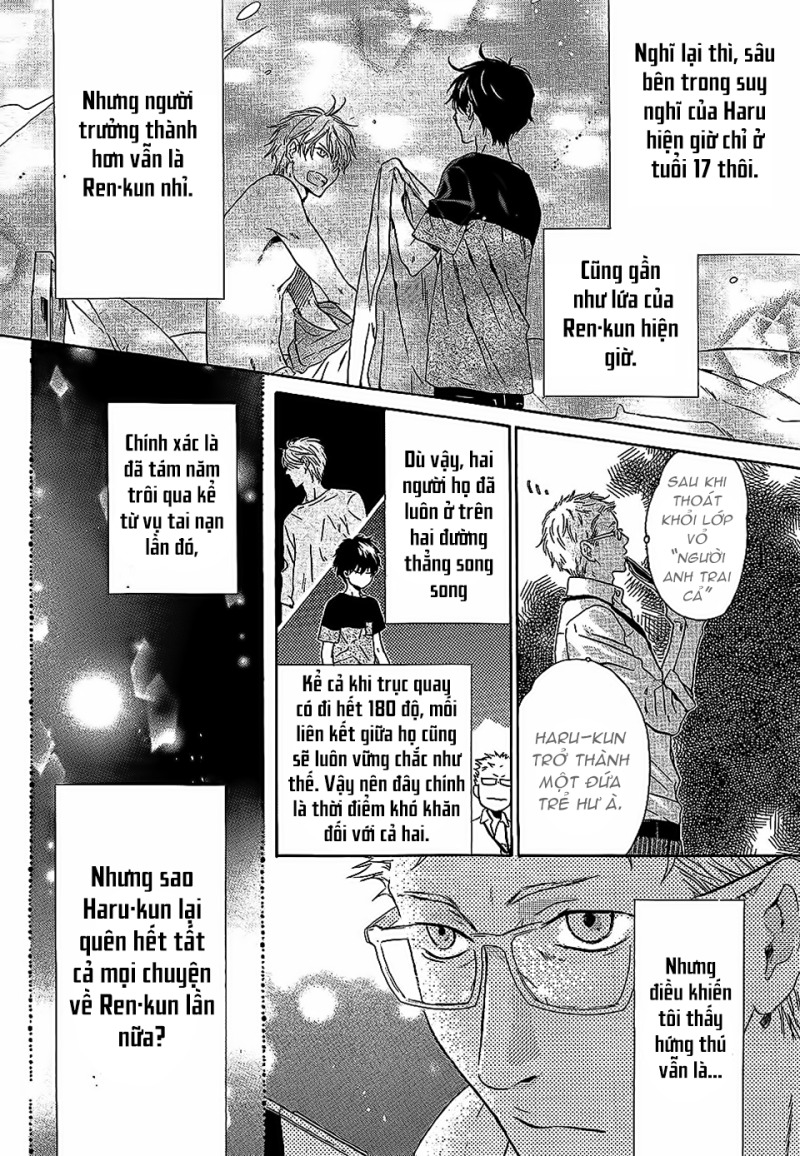 Nghĩ lại thì, sâu
bên trong suy
nghĩ của Haru
hiện giờ chỉ ở
tuổi 17 thôi.
Cũng gần
như lứa của
Ren-kun hiện
giờ.
Nhưng người
trưởng thành
hơn vẫn là
Ren-kun nhỉ.
SAU KHI
THOÁT
KHỎI LỚP
VỎ
"NGƯỜI
ANH TRAI
CẢ"
HARU-KUN
TRỞ THÀNH
MỘT ĐỨA
TRẺ HƯ À.
Dù vậy, hai
người họ đã
luôn ở trên
hai đường
thẳng song
song
Kể cả khi trục quay
có đi hết 180 độ, mối
liên kết giữa họ cũng
sẽ luôn vững chắc như
thế. Vậy nên đây chính
là thời điểm khó khăn
đối với cả hai.
Chính xác là
đã tám năm
trôi qua kể
từ vụ tai nạn
lần đó,
Nhưng điều khiến
tôi thấy
hứng thú
vẫn là...
Nhưng sao
Haru-kun lại
quên hết tất
cả mọi chuyện
về Ren-kun lần
nữa?